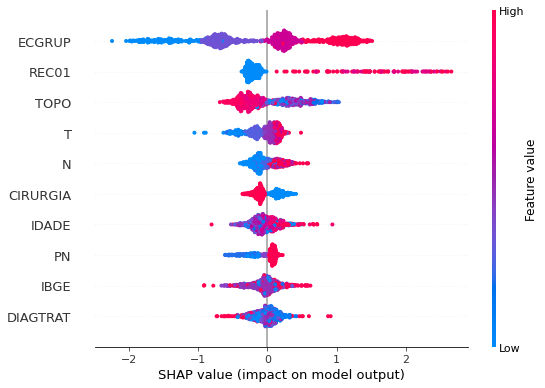 High
ECGRUP
REC01
TOPO
T
N
CIRURGIA
IDADE
PN
IBGE
DIAGTRAT
Feature value
Low
−2 −1 0 1 2
SHAP value (impact on model output)